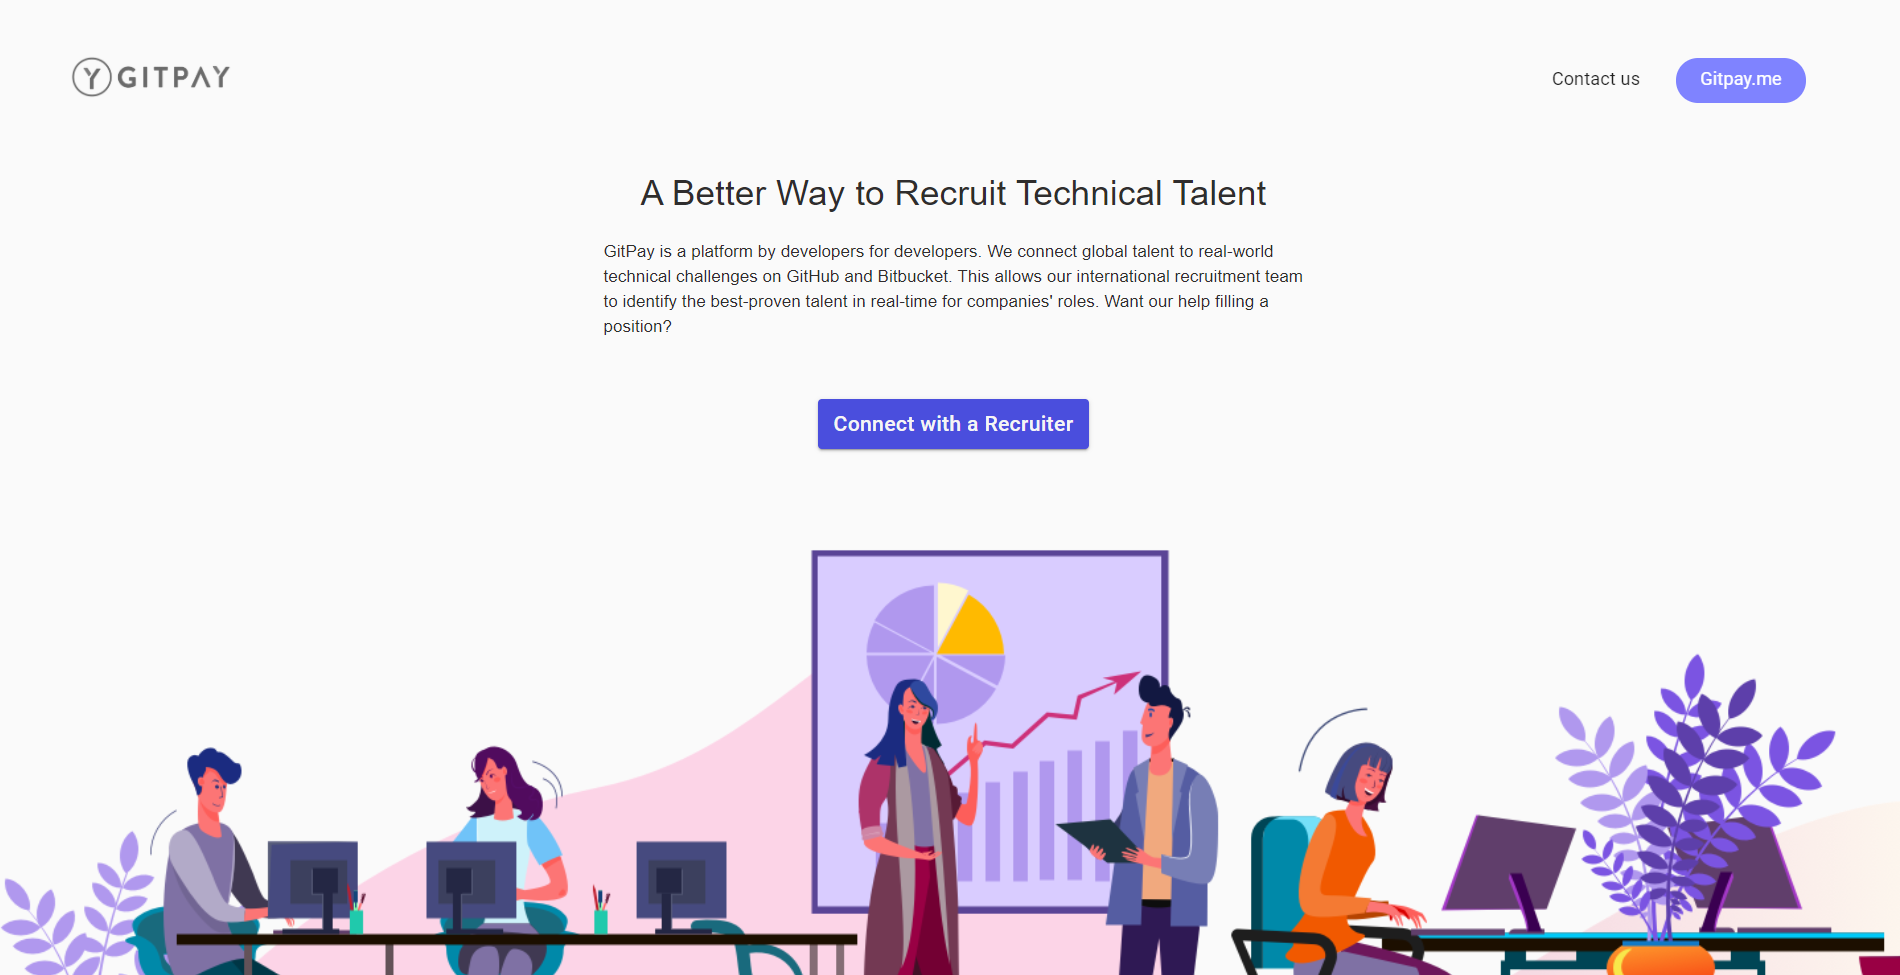 GITPAY
Contact us
Gitpay.me
A Better Way to Recruit Technical Talent
GitPay is a platform by developers for developers. We connect global talent to real-world
technical challenges on GitHub and Bitbucket. This allows our international recruitment team
to identify the best-proven talent in real-time for companies' roles. Want our help filling a
position?
Connect with a Recruiter